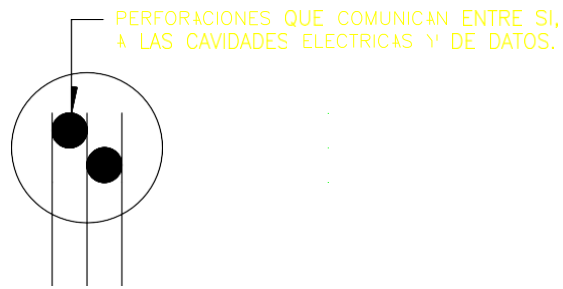 PERFORACIONES QUE COMUNICAN ENTRE SI,
A LAS CAVIDADES ELECTRICAS Y DE DATOS.